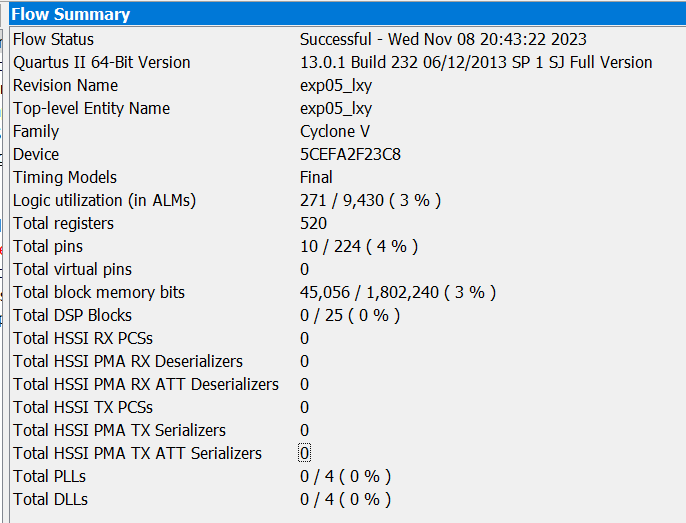 Flow Summary
Flow Status Successful - Wed Nov 08 20:43:22 2023
Quartus II 64-Bit Version 13.0.1 Build 232 06/12/2013 SP 1 SJ Full Version
Revision Name exp05_lxy
Top-level Entity Name exp05_lxy
Family Cyclone V
Device 5CEFA2F23C8
Timing Models Final
Logic utilization (in ALMs) 271 / 9,430 ( 3 % )
Total registers 520
Total pins 10 / 224 ( 4 % )
Total virtual pins 0
Total block memory bits 45,056 / 1,802,240 ( 3 % )
Total DSP Blocks 0 / 25 ( 0 % )
Total HSSI RX PCSs 0
Total HSSI PMA RX Deserializers 0
Total HSSI PMA RX ATT Deserializers 0
Total HSSI TX PCSs 0
Total HSSI PMA TX Serializers 0
Total HSSI PMA TX ATT Serializers 0
Total PLLs 0 / 4 ( 0 % )
Total DLLs 0 / 4 ( 0 % )